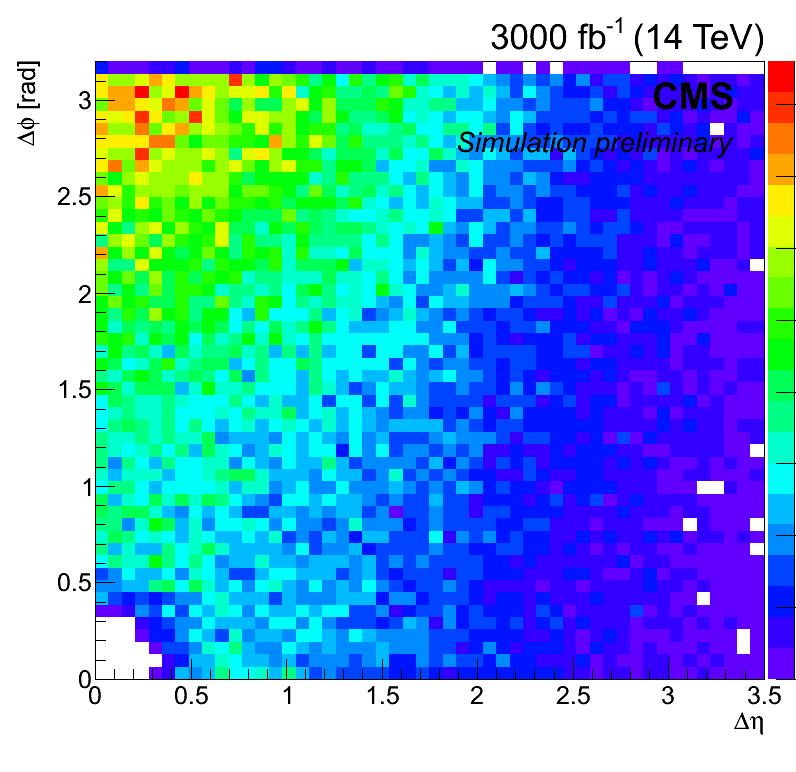 3000 fb-1 (14 TeV)
Δϕ [rad]
CMS
Simulation preliminary
3
2.5
2
1.5
1
0.5
0
0 0.5 1 1.5 2 2.5 3 3.5
Δη